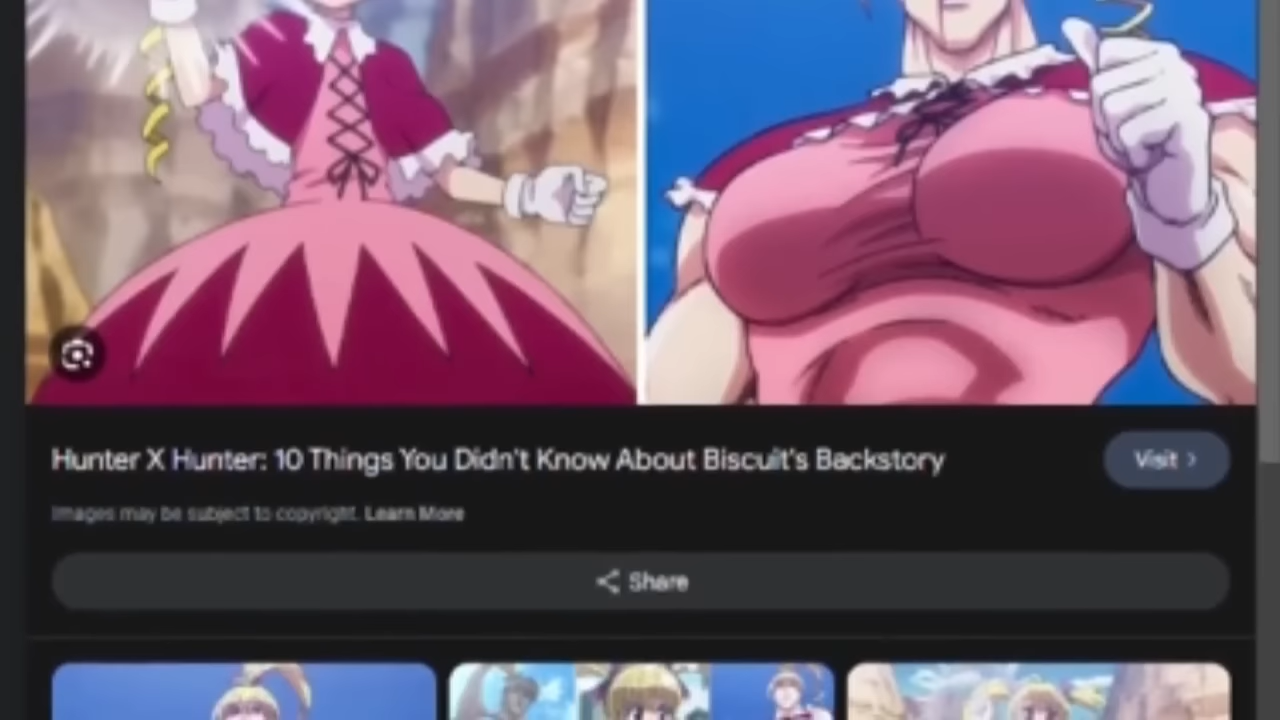 Hunter X Hunter: 10 Things You Didn't Know About Biscuit's Backstory
Visit
Images may be subject to copyright. Learn More
Share